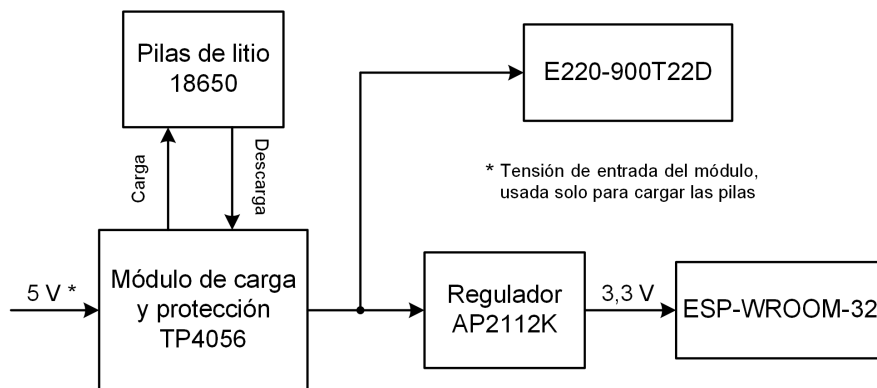 Pilas de litio
18650
E220-900T22D
Carga
Descarga
* Tensión de entrada del módulo,
usada solo para cargar las pilas
5 V *
Módulo de carga
y protección
TP4056
Regulador
AP2112K
3,3 V
ESP-WROOM-32